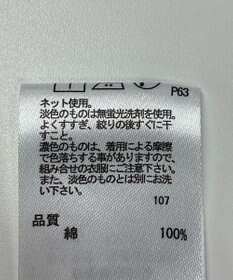 P63
ネット使用。
淡色のものは無蛍光洗剤を使用。
よくすすぎ、絞りの後すぐに干
すこと。
濃色のものは、着用による摩擦
で色落ちする事がありますので、
組み合せの衣服にご注意下さい。
また、淡色のものとは別にお洗
い下さい。
107
品質
綿 100%